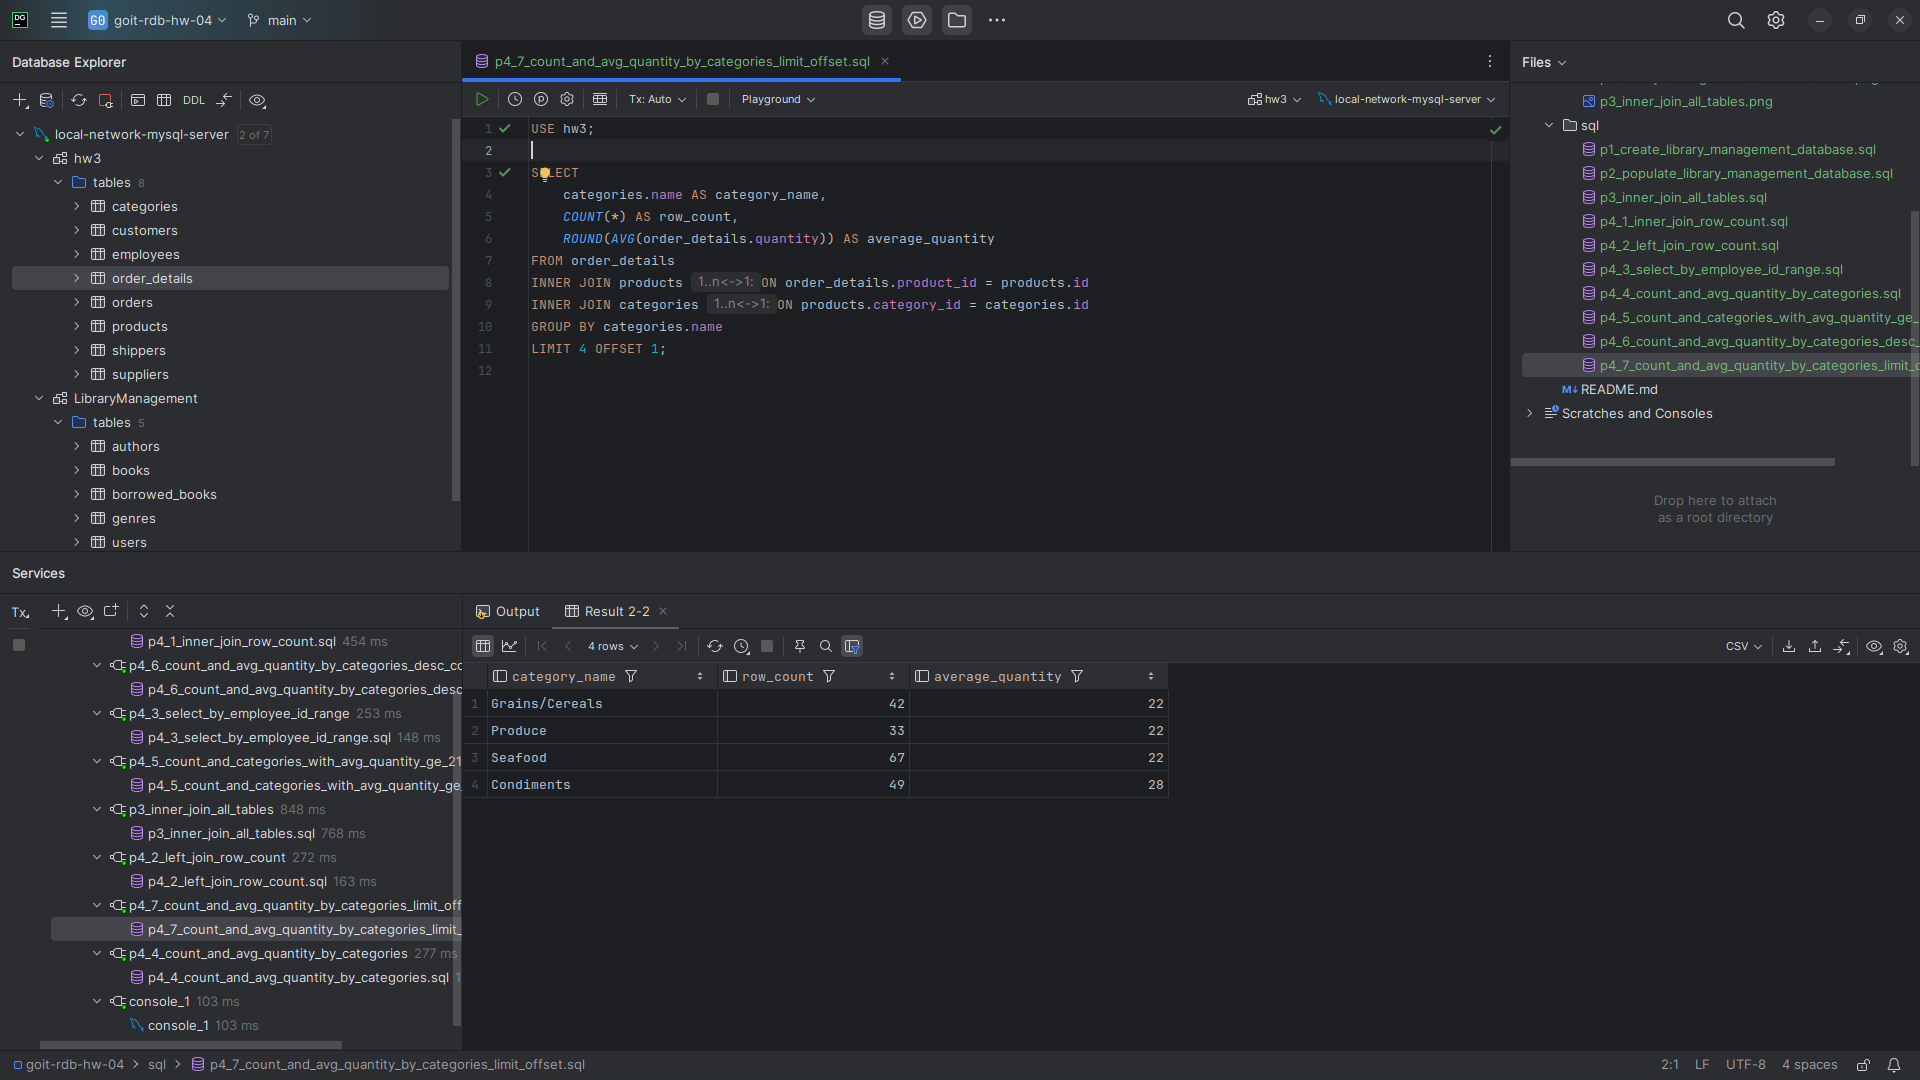 DG
GO goit-rdb-hw-04
main
Database Explorer
DDL
local-network-mysql-server 2 of 7
hw3
tables 8
categories
customers
employees
order_details
orders
products
shippers
suppliers
LibraryManagement
tables 5
authors
books
borrowed_books
genres
users
p4_7_count_and_avg_quantity_by_categories_limit_offset.sql
Tx: Auto
Playground
hw3
local-network-mysql-server
1 USE hw3;
2
3 SELECT
4 categories.name AS category_name,
5 COUNT(*) AS row_count,
6 ROUND(AVG(order_details.quantity)) AS average_quantity
7 FROM order_details
8 INNER JOIN products 1..n<->1: ON order_details.product_id = products.id
9 INNER JOIN categories 1..n<->1: ON products.category_id = categories.id
10 GROUP BY categories.name
11 LIMIT 4 OFFSET 1;
12
Files
p3_inner_join_all_tables.png
sql
p1_create_library_management_database.sql
p2_populate_library_management_database.sql
p3_inner_join_all_tables.sql
p4_1_inner_join_row_count.sql
p4_2_left_join_row_count.sql
p4_3_select_by_employee_id_range.sql
p4_4_count_and_avg_quantity_by_categories.sql
p4_5_count_and_categories_with_avg_quantity_ge_
p4_6_count_and_avg_quantity_by_categories_desc_
p4_7_count_and_avg_quantity_by_categories_limit_o
M↓ README.md
Scratches and Consoles
Drop here to attach
as a root directory
Services
Tx
p4_1_inner_join_row_count.sql 454 ms
p4_6_count_and_avg_quantity_by_categories_desc_co
p4_6_count_and_avg_quantity_by_categories_desc
p4_3_select_by_employee_id_range 253 ms
p4_3_select_by_employee_id_range.sql 148 ms
p4_5_count_and_categories_with_avg_quantity_ge_21
p4_5_count_and_categories_with_avg_quantity_ge_
p3_inner_join_all_tables 848 ms
p3_inner_join_all_tables.sql 768 ms
p4_2_left_join_row_count 272 ms
p4_2_left_join_row_count.sql 163 ms
p4_7_count_and_avg_quantity_by_categories_limit_off
p4_7_count_and_avg_quantity_by_categories_limit_
p4_4_count_and_avg_quantity_by_categories 277 ms
p4_4_count_and_avg_quantity_by_categories.sql 1
console_1 103 ms
console_1 103 ms
Output
Result 2-2
4 rows
CSV
category_name row_count average_quantity
1 Grains/Cereals 42 22
2 Produce 33 22
3 Seafood 67 22
4 Condiments 49 28
goit-rdb-hw-04 > sql > p4_7_count_and_avg_quantity_by_categories_limit_offset.sql
2:1 LF UTF-8 4 spaces